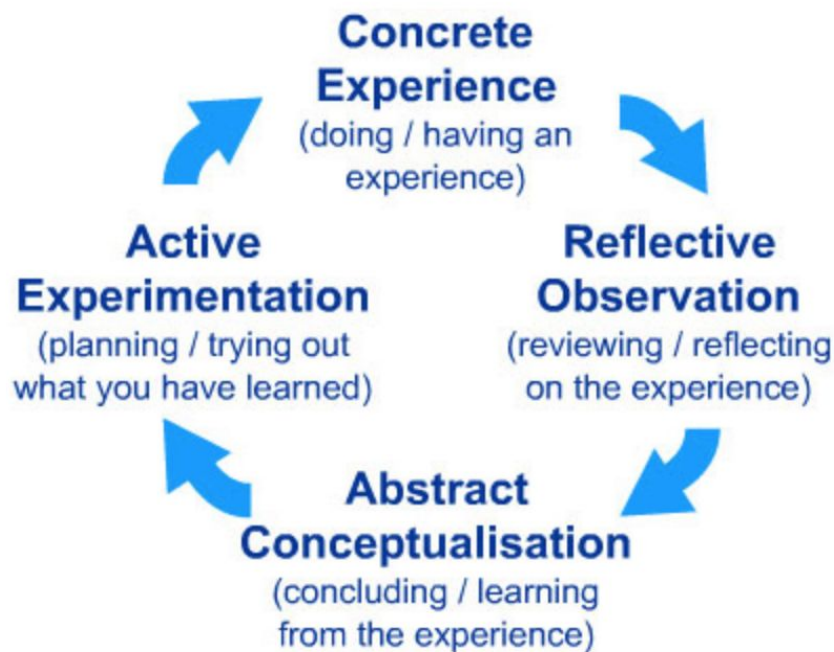 Concrete
Experience
(doing / having an
experience)
Reflective
Observation
(reviewing / reflecting
on the experience)
Abstract
Conceptualisation
(concluding / learning
from the experience)
Active
Experimentation
(planning / trying out
what you have learned)